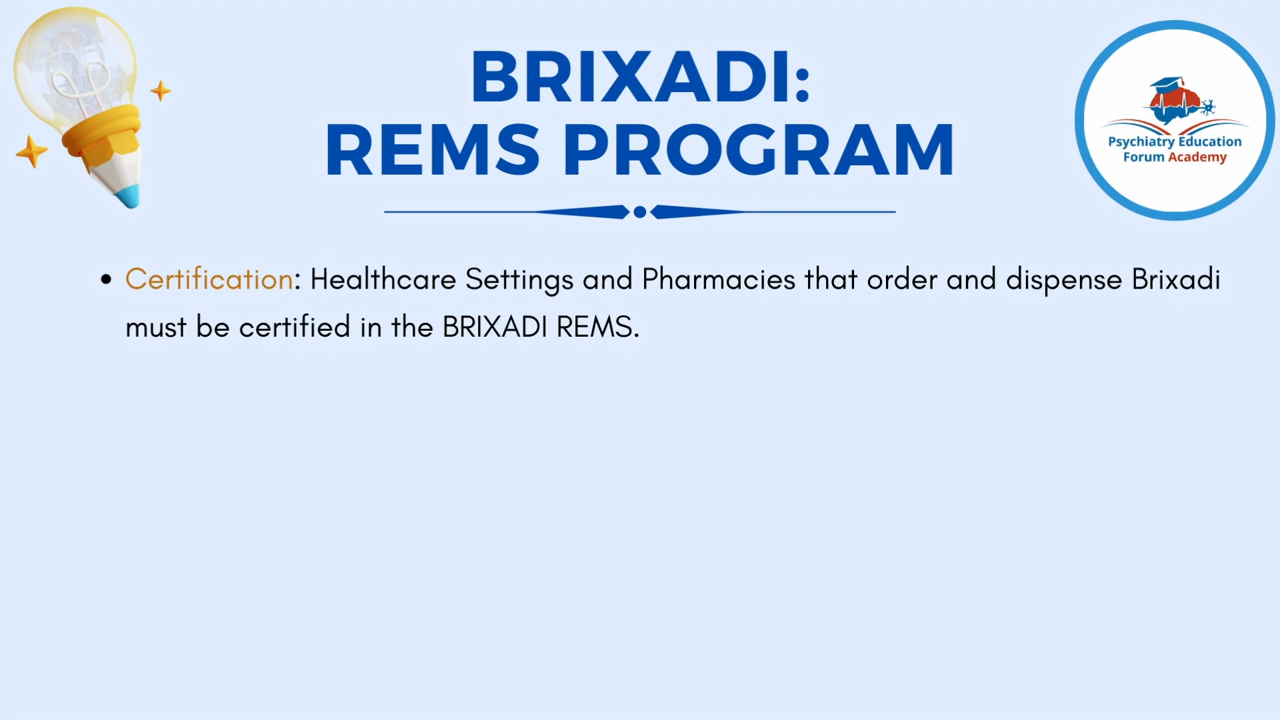 BRIXADI:
REMS PROGRAM
Psychiatry Education
Forum Academy
• Certification: Healthcare Settings and Pharmacies that order and dispense Brixadi
must be certified in the BRIXADI REMS.